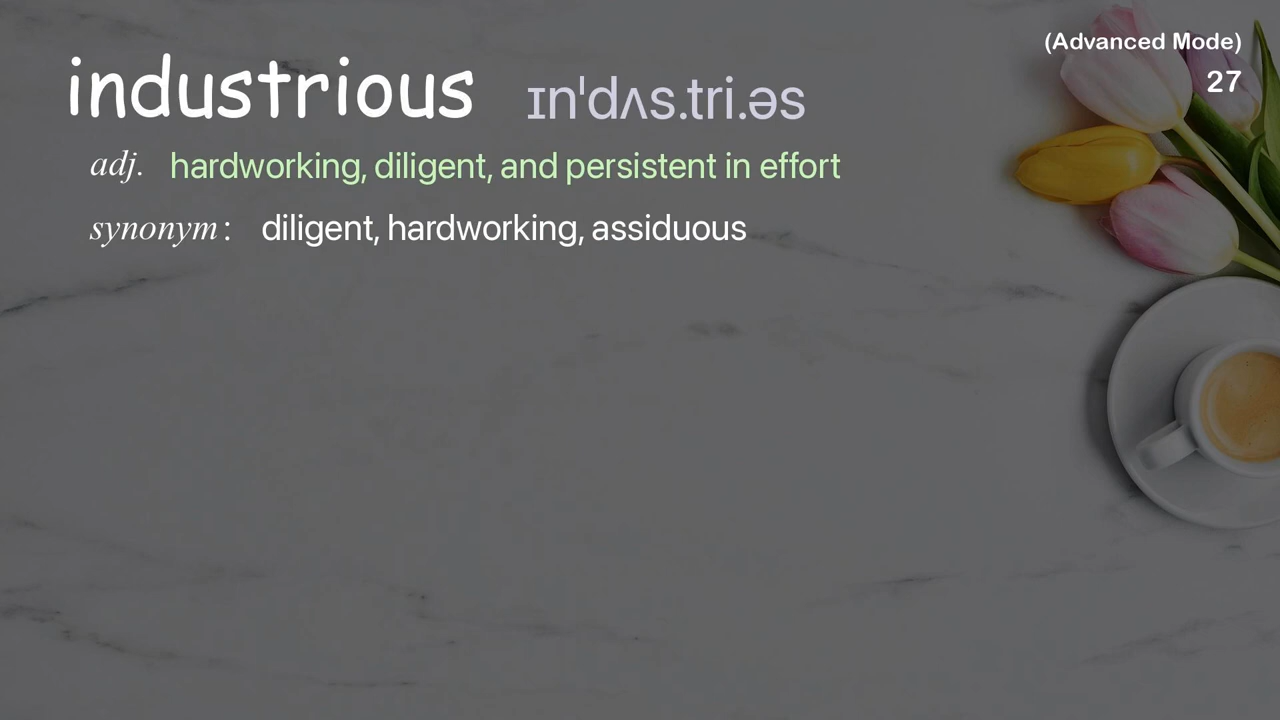 (Advanced Mode)
27
industrious ɪnˈdʌs.tri.əs
adj. hardworking, diligent, and persistent in effort
synonym: diligent, hardworking, assiduous